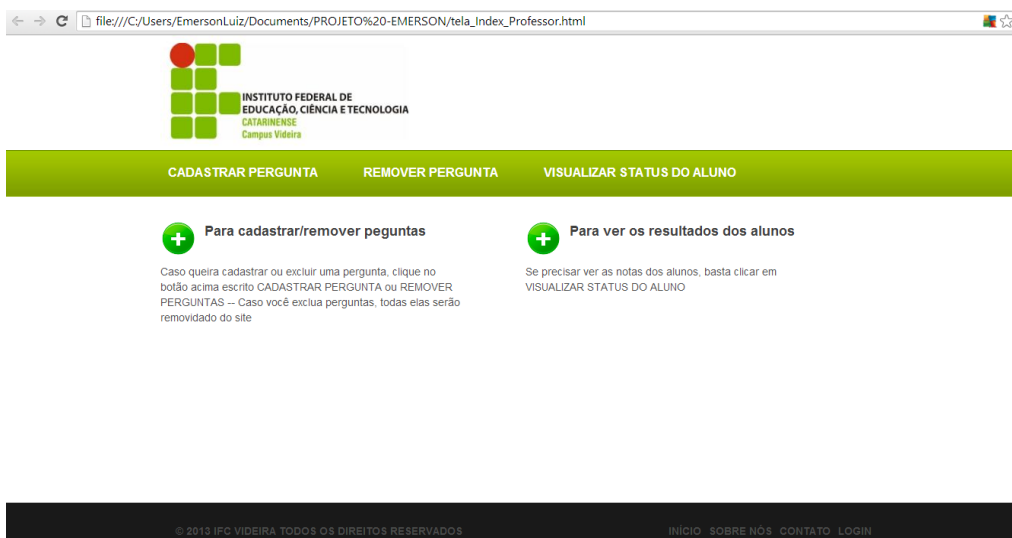 file:///C:/Users/EmersonLuiz/Documents/PROJETO%20-EMERSON/tela_Index_Professor.html
INSTITUTO FEDERAL DE
EDUCAÇÃO, CIÊNCIA E TECNOLOGIA
CATARINENSE
Campus Videira
CADASTRAR PERGUNTA REMOVER PERGUNTA VISUALIZAR STATUS DO ALUNO
Para cadastrar/remover peguntas
Caso queira cadastrar ou excluir uma pergunta, clique no
botão acima escrito CADASTRAR PERGUNTA ou REMOVER
PERGUNTAS -- Caso você exclua perguntas, todas elas serão
removidado do site
Para ver os resultados dos alunos
Se precisar ver as notas dos alunos, basta clicar em
VISUALIZAR STATUS DO ALUNO
© 2013 IFC VIDEIRA TODOS OS DIREITOS RESERVADOS
INÍCIO SOBRE NÓS CONTATO LOGIN